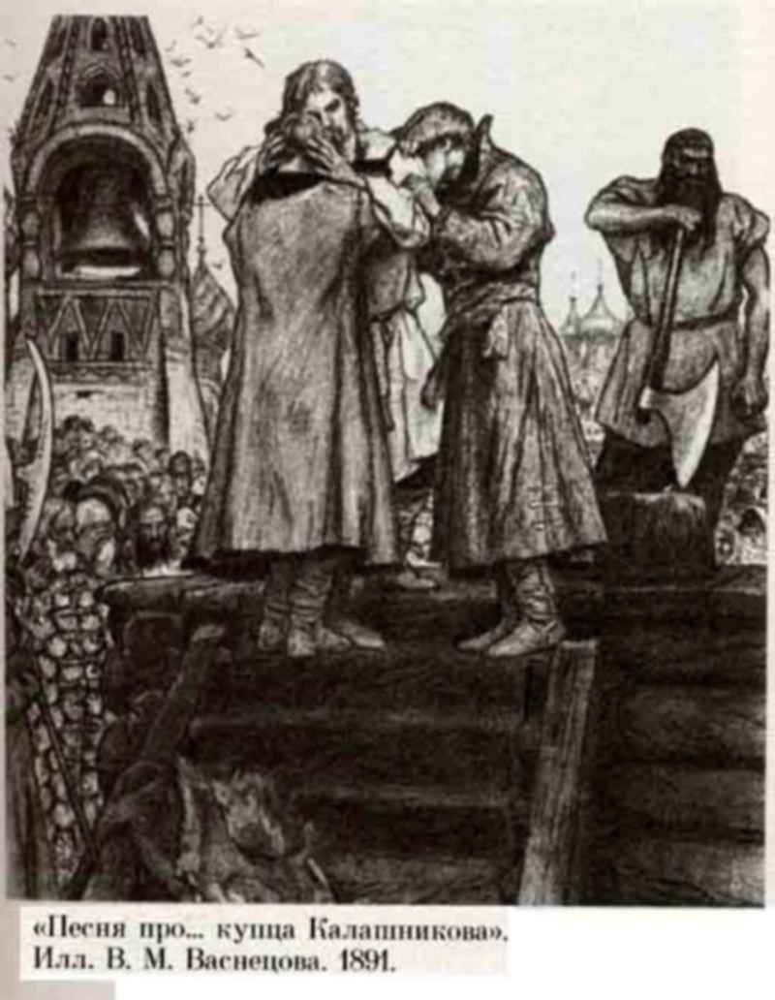 «Песня про... купца Калашникова».
Илл. В. М. Васнецова. 1891.